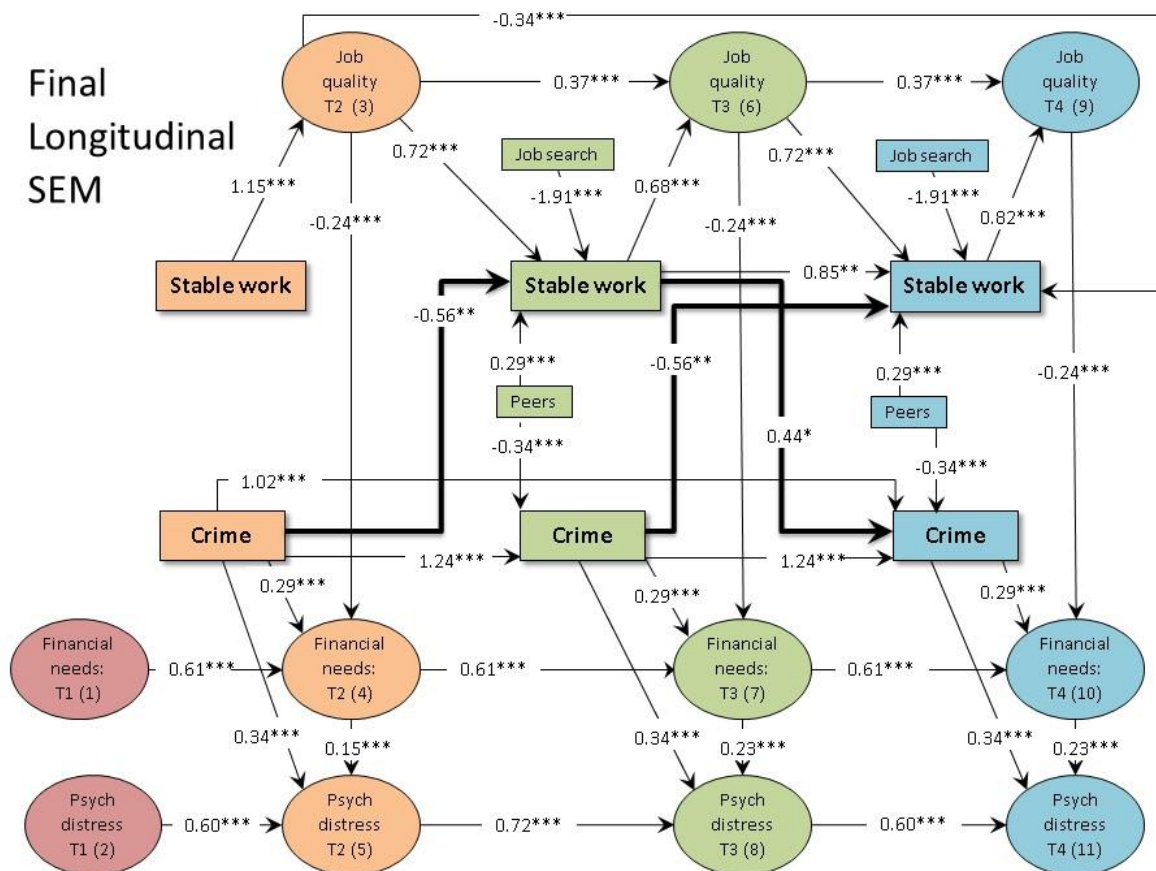 Final
Longitudinal
SEM
-0.34***
Job
quality
T2 (3)
0.37***
Job
quality
T3 (6)
0.37***
Job
quality
T4 (9)
1.15***
0.72***
Job search
-1.91***
0.68***
0.72***
Job search
-1.91***
0.82***
-0.24***
-0.24***
Stable work
Stable work
0.85**
Stable work
-0.56**
0.29***
-0.56**
0.29***
-0.24***
Peers
Peers
-0.34***
0.44*
-0.34***
1.02***
Crime
Crime
Crime
1.24***
1.24***
0.29***
0.29***
0.29***
Financial
needs:
T1 (1)
0.61***
Financial
needs:
T2 (4)
0.61***
Financial
needs:
T3 (7)
0.61***
Financial
needs:
T4 (10)
0.34***
0.15***
0.34***
0.23***
0.34***
0.23***
Psych
distress
T1 (2)
0.60***
Psych
distress
T2 (5)
0.72***
Psych
distress
T3 (8)
0.60***
Psych
distress
T4 (11)